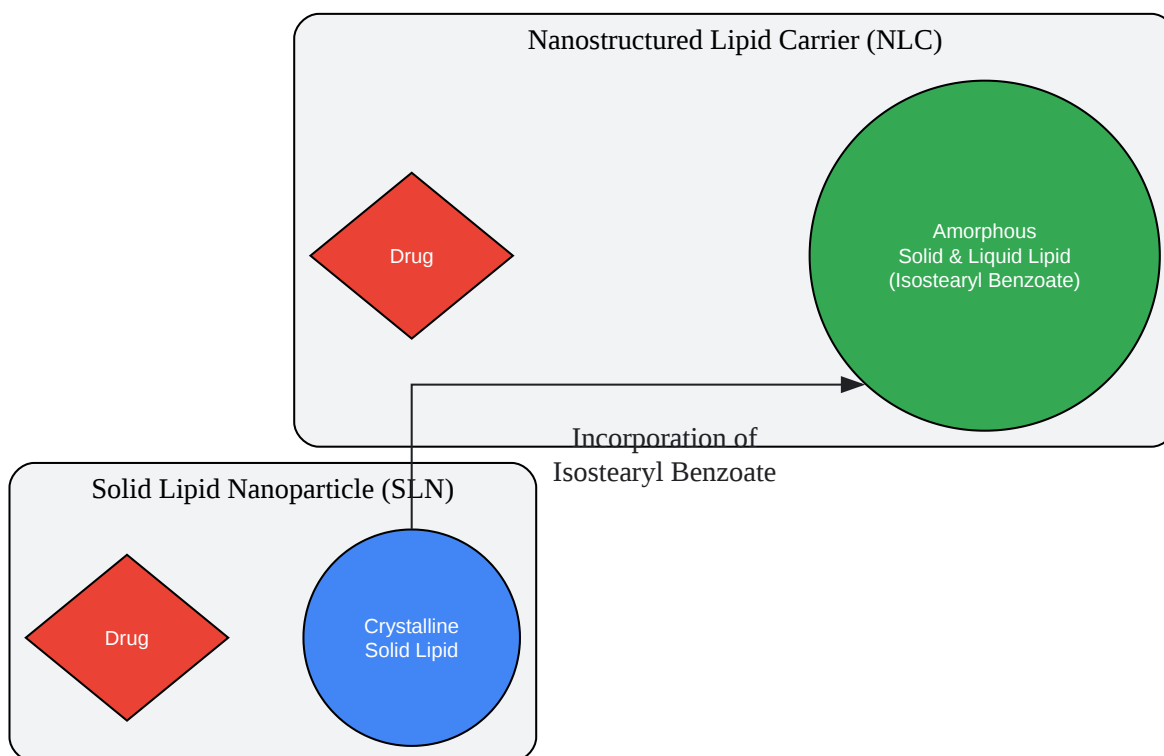 Nanostructured Lipid Carrier (NLC)
Drug
Amorphous
Solid & Liquid Lipid
(Isostearyl Benzoate)
Incorporation of
Isostearyl Benzoate
Solid Lipid Nanoparticle (SLN)
Drug
Crystalline
Solid Lipid